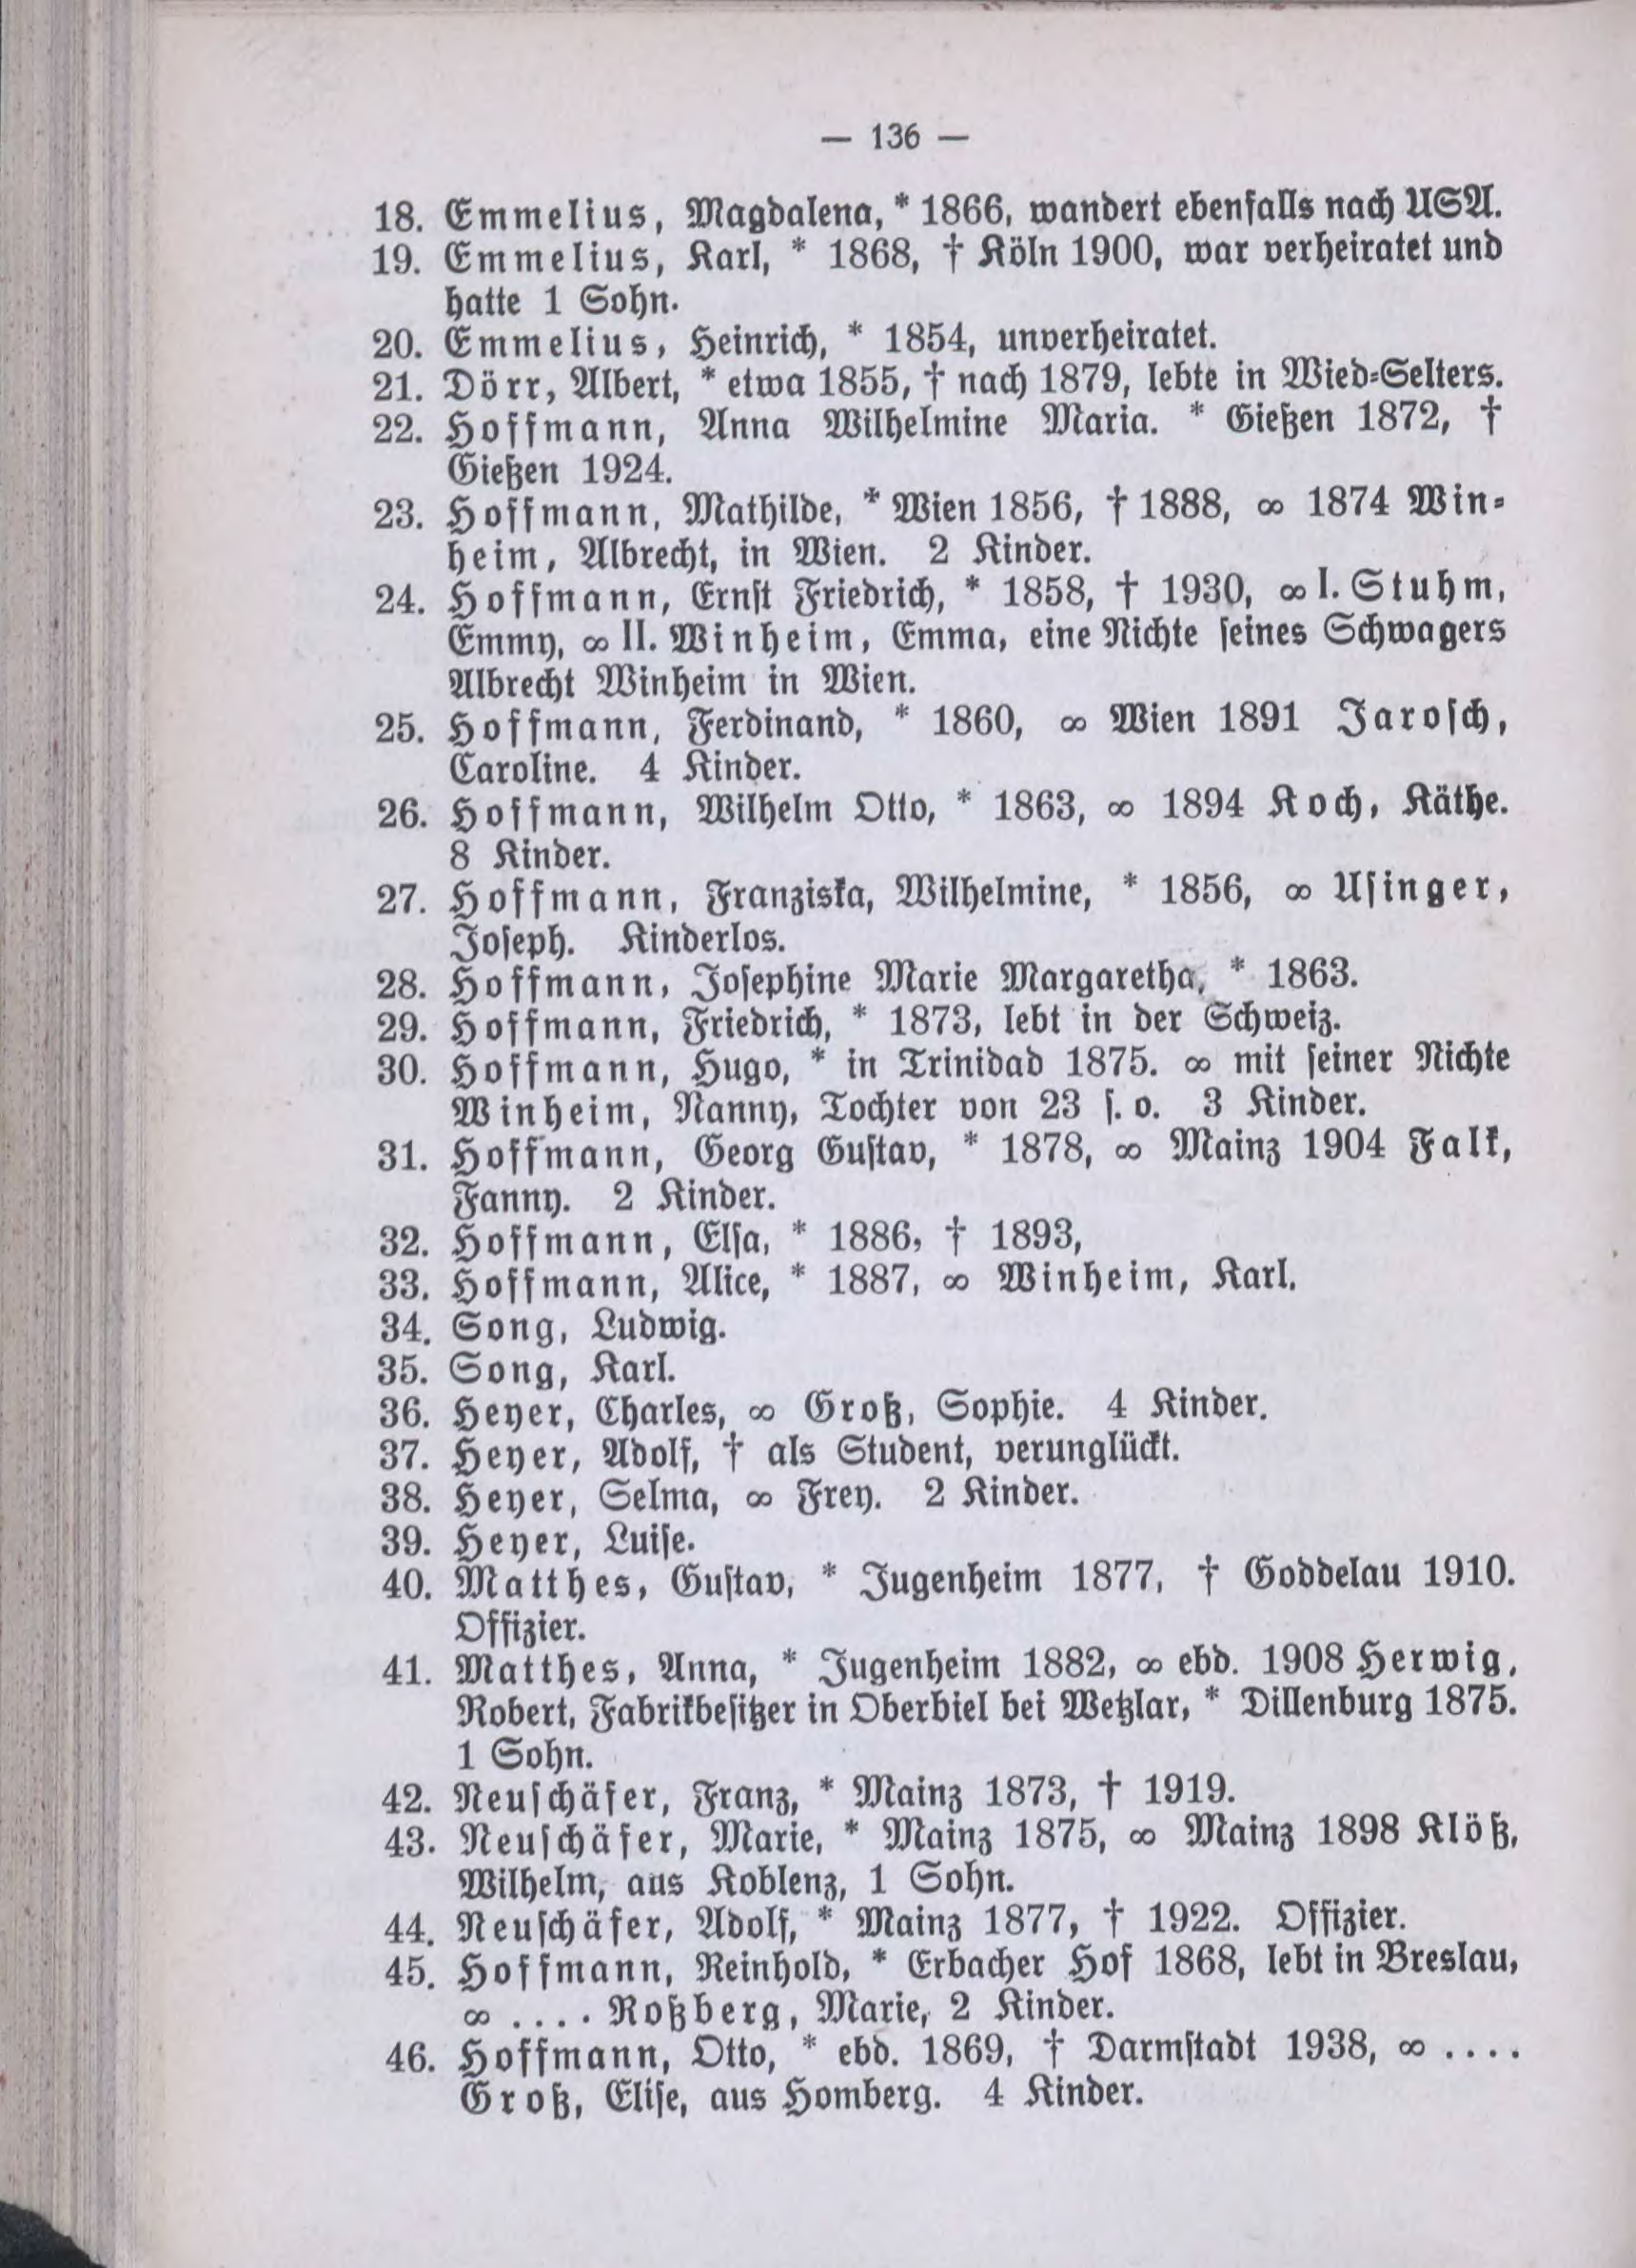 — 136 —
18. Emmelius, Magdalena, * 1866, wandert ebenfalls nach USA.
19. Emmelius, Karl, * 1868, † Köln 1900, war verheiratet und
hatte 1 Sohn.
20. Emmelius, Heinrich, * 1854, unverheiratet.
21. Dörr, Albert, * etwa 1855, † nach 1879, lebte in Wied-Selters.
22. Hoffmann, Anna Wilhelmine Maria. * Gießen 1872, †
Gießen 1924.
23. Hoffmann, Mathilde, * Wien 1856, † 1888, ∞ 1874 Win-
heim, Albrecht, in Wien. 2 Kinder.
24. Hoffmann, Ernst Friedrich, * 1858, † 1930, ∞ I. Stuhm,
Emmy, ∞ II. Winheim, Emma, eine Nichte seines Schwagers
Albrecht Winheim in Wien.
25. Hoffmann, Ferdinand, * 1860, ∞ Wien 1891 Jarosch,
Caroline. 4 Kinder.
26. Hoffmann, Wilhelm Otto, * 1863, ∞ 1894 Koch, Käthe.
8 Kinder.
27. Hoffmann, Franziska, Wilhelmine, * 1856, ∞ Usinger,
Joseph. Kinderlos.
28. Hoffmann, Josephine Marie Margaretha, * 1863.
29. Hoffmann, Friedrich, * 1873, lebt in der Schweiz.
30. Hoffmann, Hugo, * in Trinidad 1875. ∞ mit seiner Nichte
Winheim, Nanny, Tochter von 23 s. o. 3 Kinder.
31. Hoffmann, Georg Gustav, * 1878, ∞ Mainz 1904 Falk,
Fanny. 2 Kinder.
32. Hoffmann, Elsa, * 1886, † 1893,
33. Hoffmann, Alice, * 1887, ∞ Winheim, Karl.
34. Song, Ludwig.
35. Song, Karl.
36. Heyer, Charles, ∞ Groß, Sophie. 4 Kinder.
37. Heyer, Adolf, † als Student, verunglückt.
38. Heyer, Selma, ∞ Frey. 2 Kinder.
39. Heyer, Luise.
40. Matthes, Gustav, * Jugenheim 1877, † Goddelau 1910.
Offizier.
41. Matthes, Anna, * Jugenheim 1882, ∞ ebd. 1908 Herwig,
Robert, Fabrikbesitzer in Oberbiel bei Wetzlar, * Dillenburg 1875.
1 Sohn.
42. Neuschäfer, Franz, * Mainz 1873, † 1919.
43. Neuschäfer, Marie, * Mainz 1875, ∞ Mainz 1898 Klöß,
Wilhelm, aus Koblenz, 1 Sohn.
44. Neuschäfer, Adolf, * Mainz 1877, † 1922. Offizier.
45. Hoffmann, Reinhold, * Erbacher Hof 1868, lebt in Breslau,
∞ .... Roßberg, Marie, 2 Kinder.
46. Hoffmann, Otto, * ebd. 1869, † Darmstadt 1938, ∞ ....
Groß, Elise, aus Homberg. 4 Kinder.